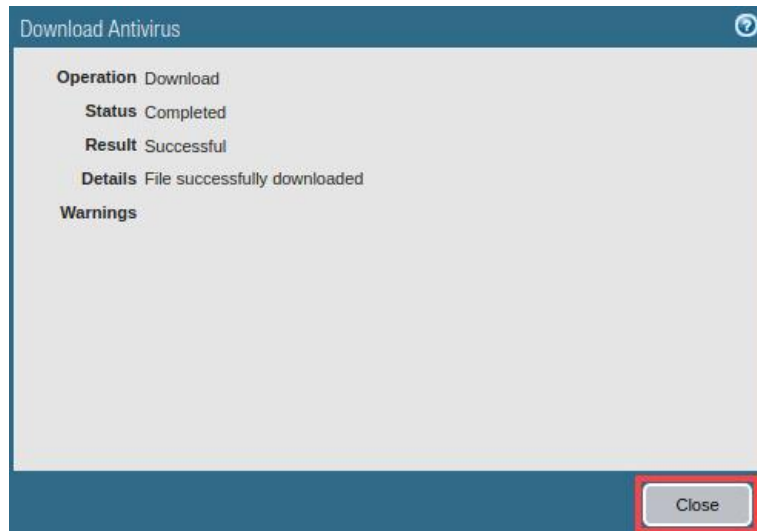 Download Antivirus
Operation Download
Status Completed
Result Successful
Details File successfully downloaded
Warnings
Close